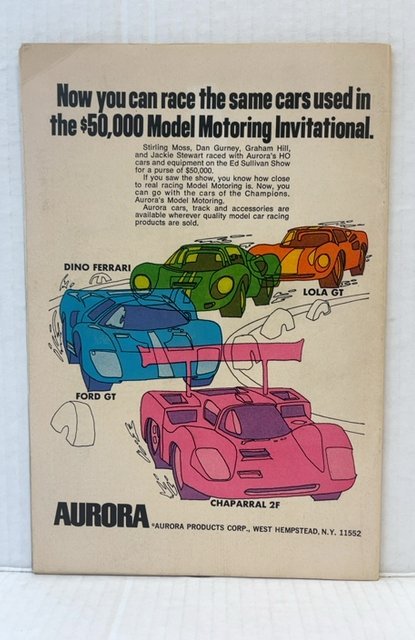 Now you can race the same cars used in
the $50,000 Model Motoring Invitational.
Stirling Moss, Dan Gurney, Graham Hill,
and Jackie Stewart raced with Aurora's HO
cars and equipment on the Ed Sullivan Show
for a purse of $50,000.
If you saw the show, you know how close
to real racing Model Motoring is. Now, you
can go with the cars of the Champions.
Aurora's Model Motoring.
Aurora cars, track and accessories are
available wherever quality model car racing
products are sold.
DINO FERRARI
LOLA GT
FORD GT
CHAPARRAL 2F
AURORA
©AURORA PRODUCTS CORP., WEST HEMPSTEAD, N.Y. 11552